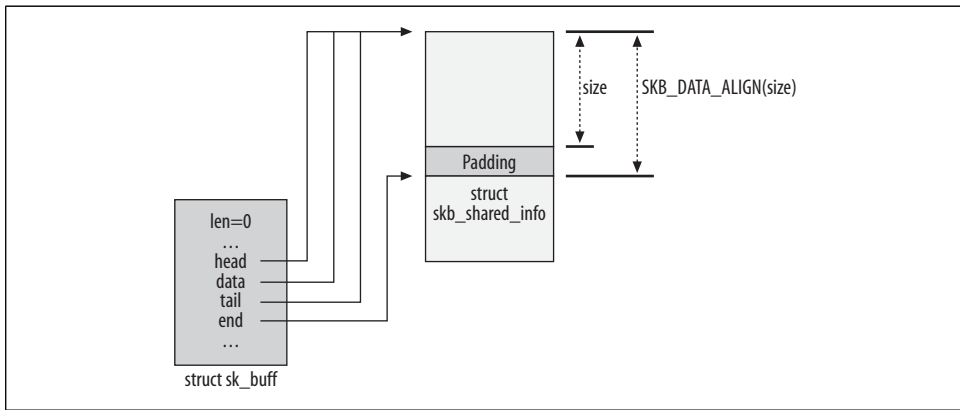 size
SKB_DATA_ALIGN(size)
Padding
struct
skb_shared_info
len=0
...
head
data
tail
end
...
struct sk_buff